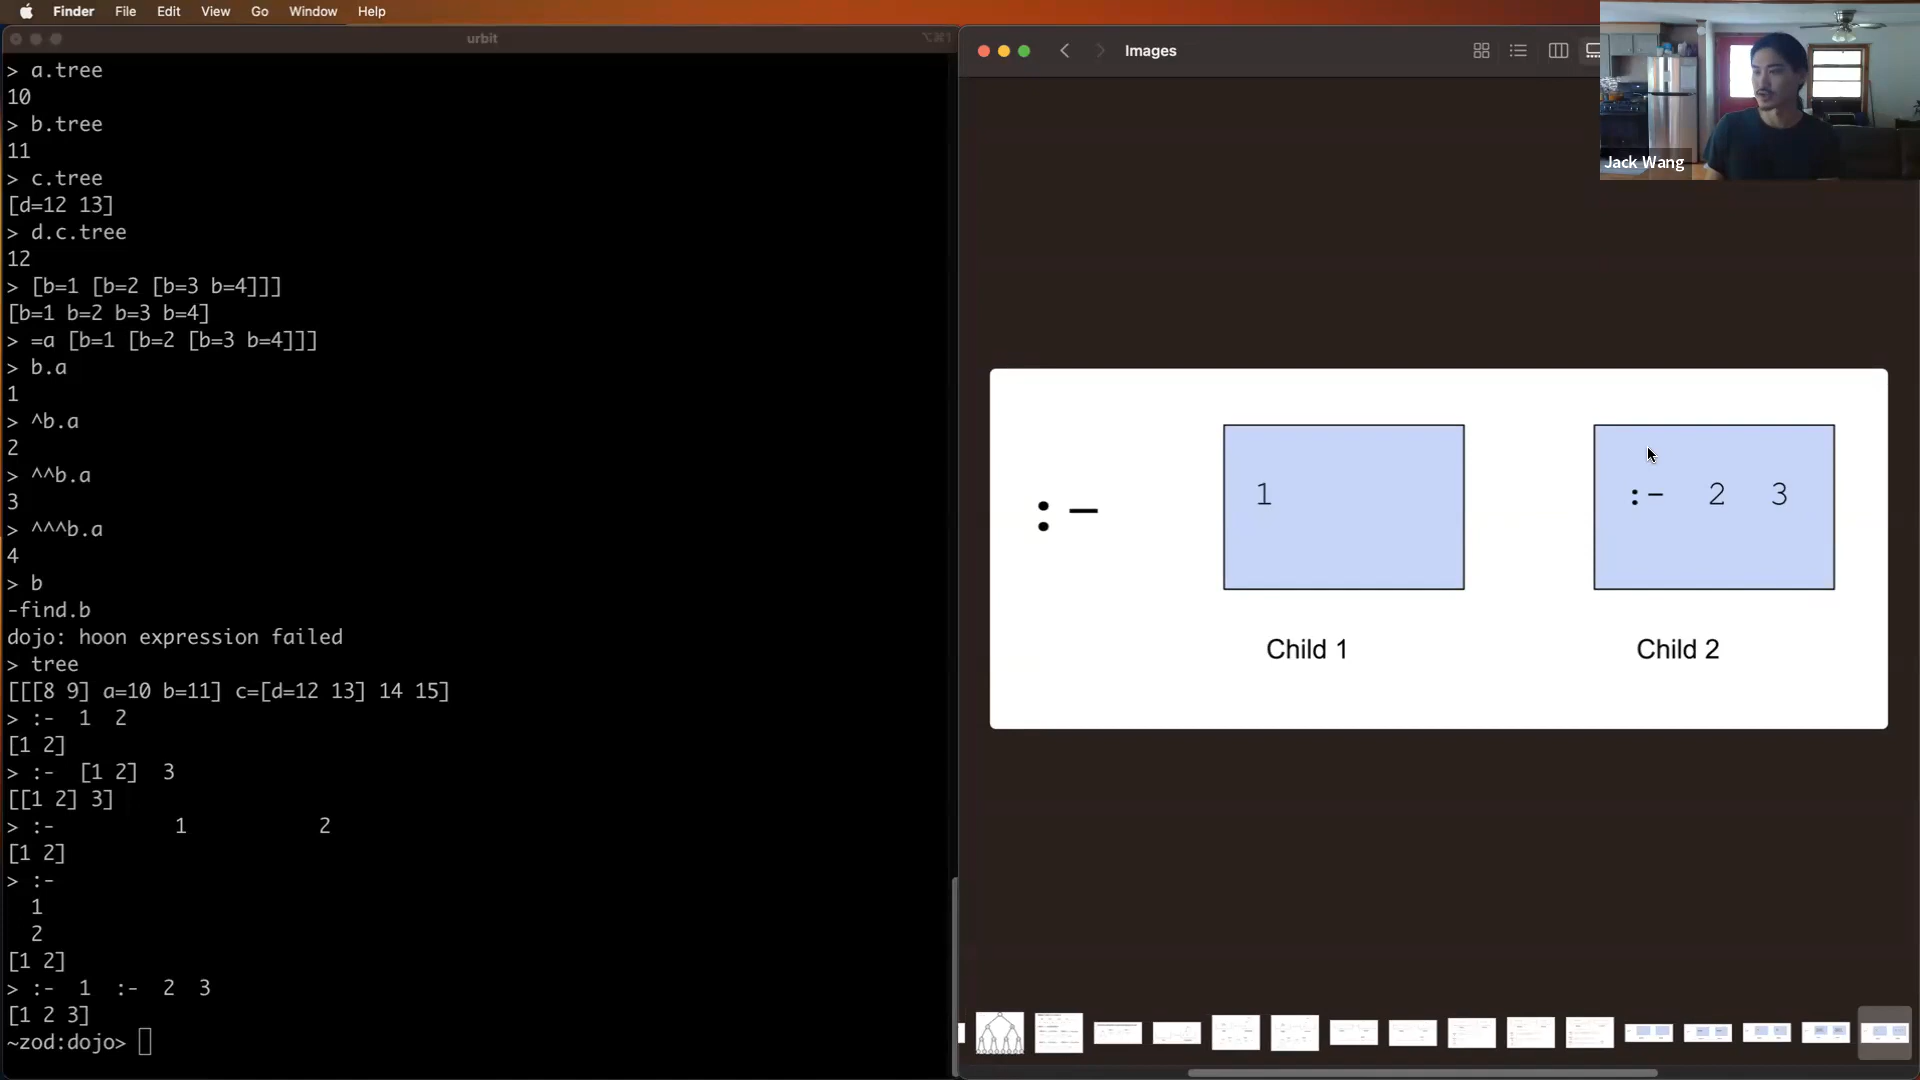 Finder File Edit View Go Window Help
urbit
⌥⌘1
> a.tree
10
> b.tree
11
> c.tree
[d=12 13]
> d.c.tree
12
> [b=1 [b=2 [b=3 b=4]]]
[b=1 b=2 b=3 b=4]
> =a [b=1 [b=2 [b=3 b=4]]]
> b.a
1
> ^b.a
2
> ^^b.a
3
> ^^^b.a
4
> b
-find.b
dojo: hoon expression failed
> tree
[[[8 9] a=10 b=11] c=[d=12 13] 14 15]
> :-  1  2
[1 2]
> :-  [1 2]  3
[[1 2] 3]
> :-          1           2
[1 2]
> :-
1
2
[1 2]
> :-  1  :-  2  3
[1 2 3]
~zod:dojo>
Images
Jack Wang
:-
1
:-  2  3
Child 1
Child 2